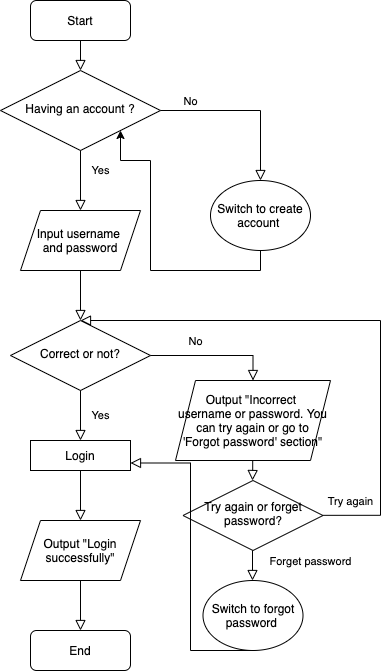 Start
Having an account ?
No
Yes
Switch to create
account
Input username
and password
Correct or not?
No
Yes
Output "Incorrect
username or password. You
can try again or go to
'Forgot password' section"
Login
Try again or forget
password?
Try again
Output "Login
successfully"
Forget password
Switch to forgot
password
End